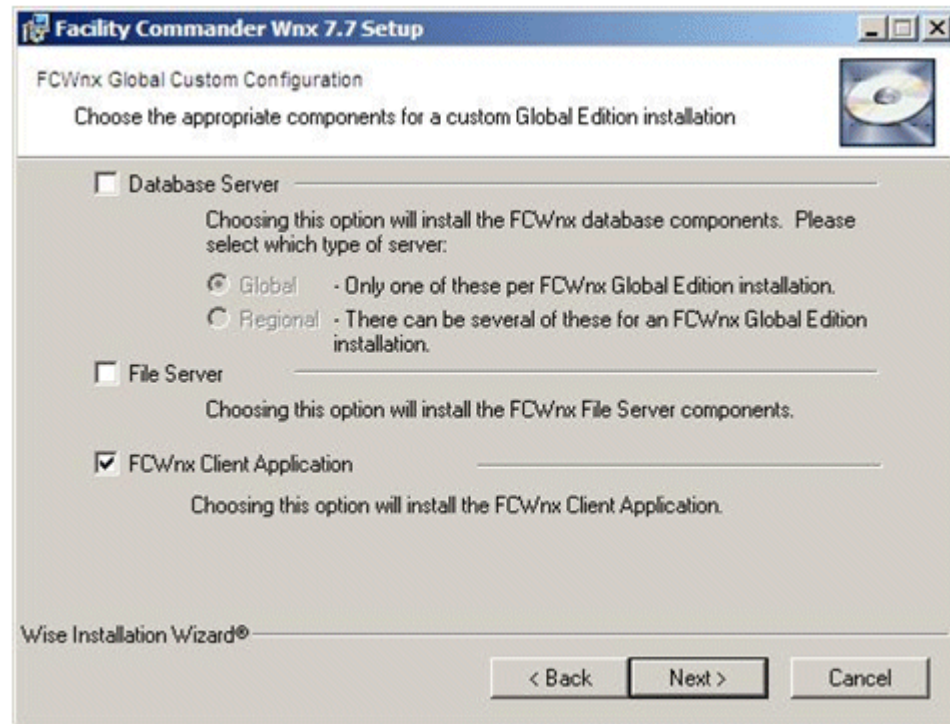 Facility Commander Wnx 7.7 Setup
FCWnx Global Custom Configuration
Choose the appropriate components for a custom Global Edition installation
Database Server
Choosing this option will install the FCWnx database components. Please
select which type of server:
Global - Only one of these per FCWnx Global Edition installation.
Regional - There can be several of these for an FCWnx Global Edition
installation.
File Server
Choosing this option will install the FCWnx File Server components.
FCWnx Client Application
Choosing this option will install the FCWnx Client Application.
Wise Installation Wizard®
< Back Next > Cancel